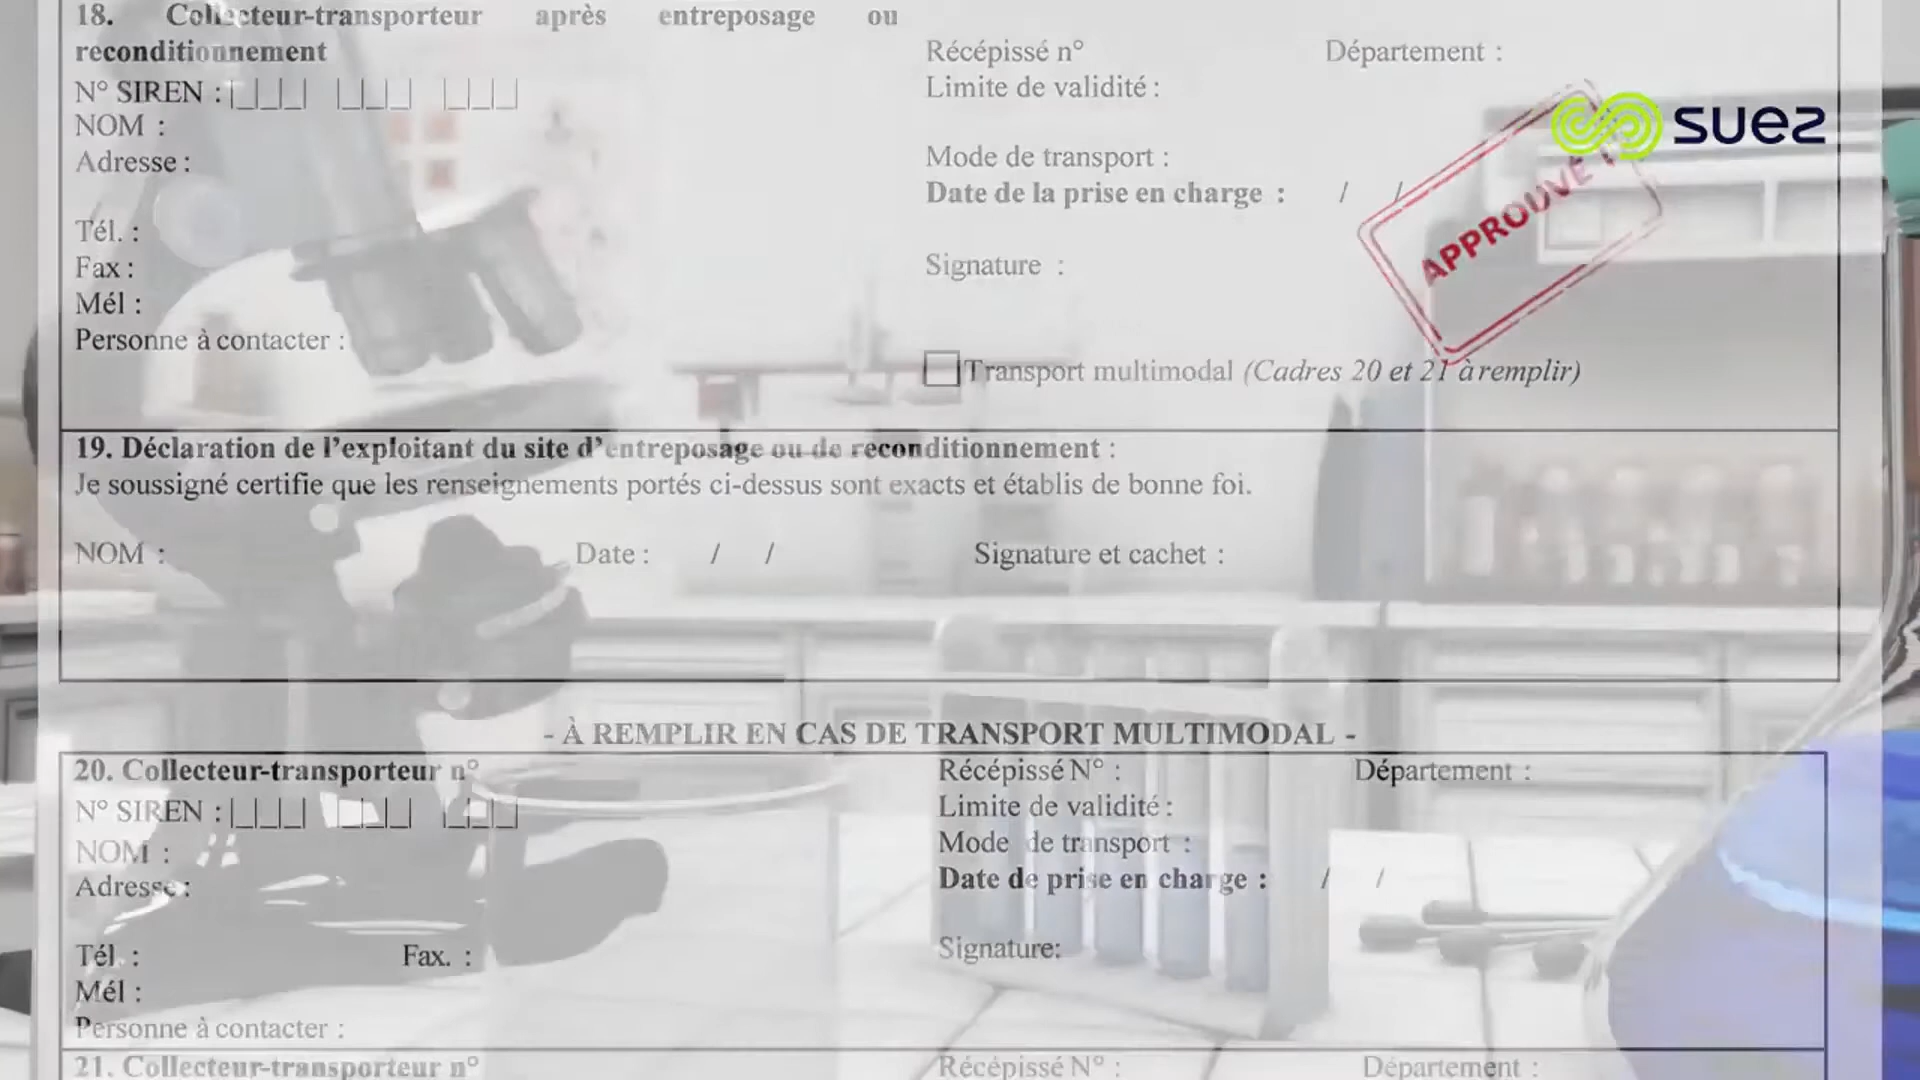 18. Collecteur-transporteur après entreposage ou
reconditionnement
N° SIREN :
NOM :
Adresse :
Tél. :
Fax :
Mél :
Personne à contacter :
Récépissé n° Département :
Limite de validité :
Mode de transport :
Date de la prise en charge : / /
Signature :
Transport multimodal (Cadres 20 et 21 à remplir)
suez
APPROUVÉ
19. Déclaration de l'exploitant du site d'entreposage ou de reconditionnement :
Je soussigné certifie que les renseignements portés ci-dessus sont exacts et établis de bonne foi.
NOM : Date : / / Signature et cachet :
- À REMPLIR EN CAS DE TRANSPORT MULTIMODAL -
20. Collecteur-transporteur n°
N° SIREN :
NOM :
Adresse :
Tél. : Fax. :
Mél :
Personne à contacter :
Récépissé N° : Département :
Limite de validité :
Mode de transport :
Date de prise en charge : / /
Signature:
21. Collecteur-transporteur n° Récépissé N° : Département :